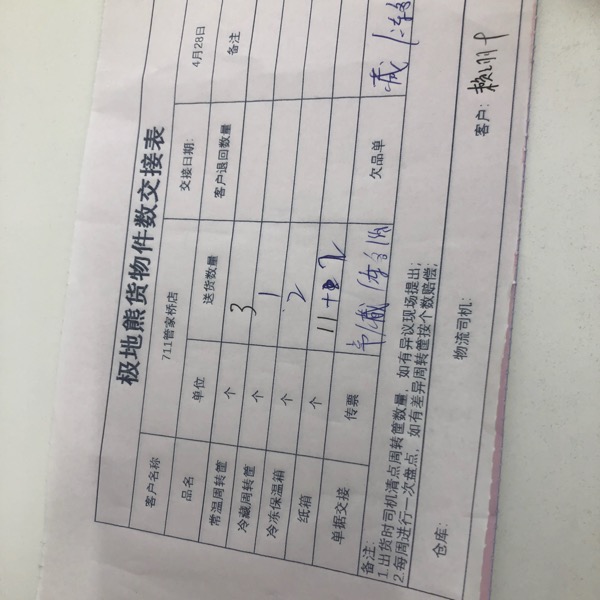 极地熊货物件数交接表
客户名称 711管家桥店 交接日期: 4月28日
品名 单位 送货数量 客户退回数量 备注
常温周转筐 个 3
冷藏周转筐 个 1
冷冻保温箱 个 2
纸箱 个
单据交接 传票 欠品单
备注:
1.出货时司机清点周转筐数量,如有异议现场提出;
2.每周进行一次盘点,如有差异周转筐按个数赔偿;
仓库: 物流司机: 客户: